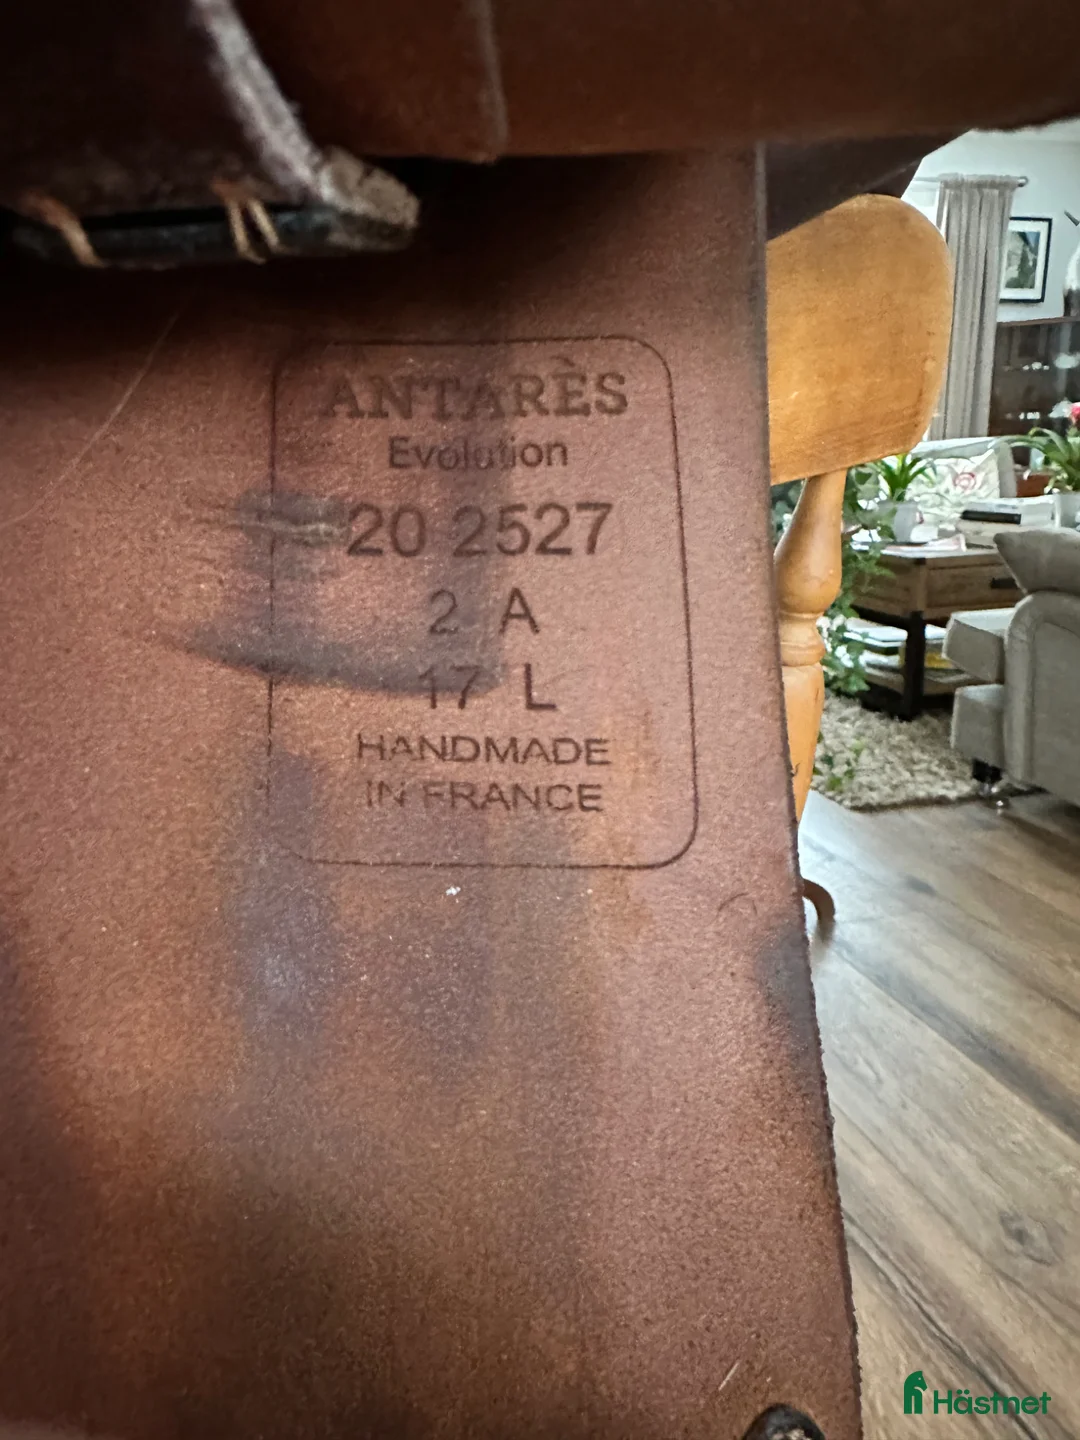 ANTARÈS
Evolution
20 2527
2 A
17 L
HANDMADE
IN FRANCE
Hästnet